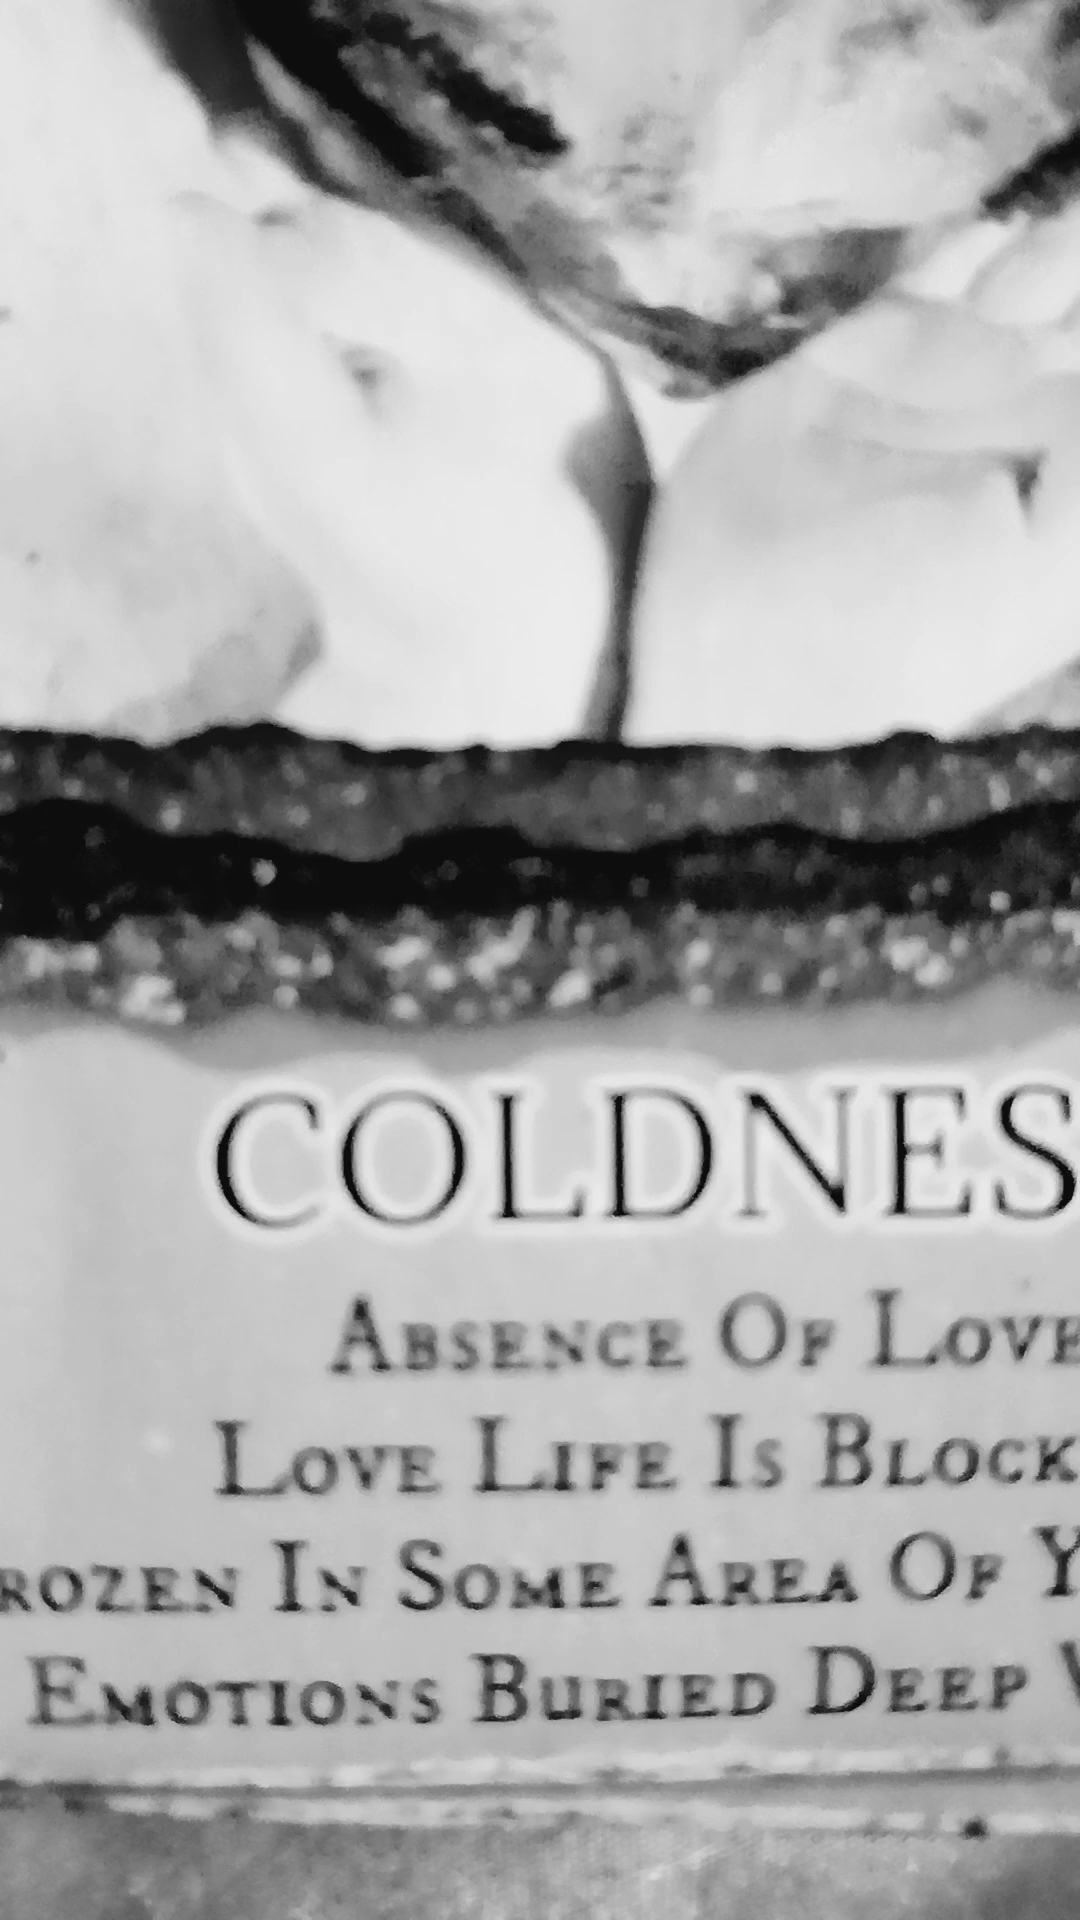 COLDNES
ABSENCE OF LOVE
LOVE LIFE IS BLOCK
ROZEN IN SOME AREA OF Y
EMOTIONS BURIED DEEP